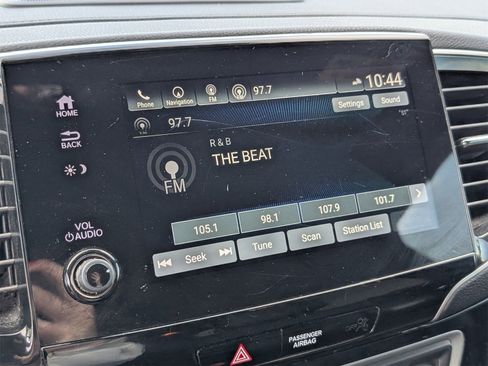 Phone Navigation FM 97.7 10:44
HOME
97.7 Settings Sound
BACK
R&B
THE BEAT
FM
VOL
AUDIO
105.1 98.1 107.9 101.7
Seek Tune Scan Station List
PASSENGER
AIRBAG